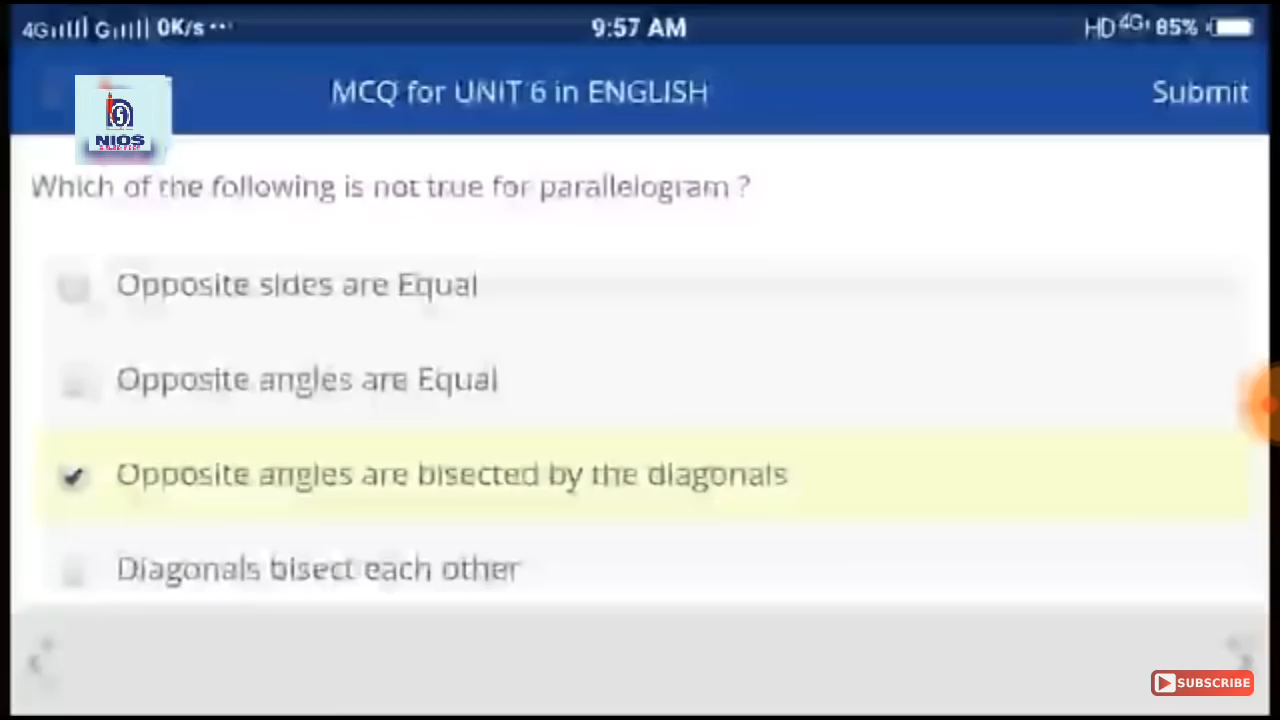 4G G 0K/s ... 9:57 AM HD 4G 85%
MCQ for UNIT 6 in ENGLISH Submit
NIOS
Which of the following is not true for parallelogram ?
Opposite sides are Equal
Opposite angles are Equal
Opposite angles are bisected by the diagonals
Diagonals bisect each other
SUBSCRIBE